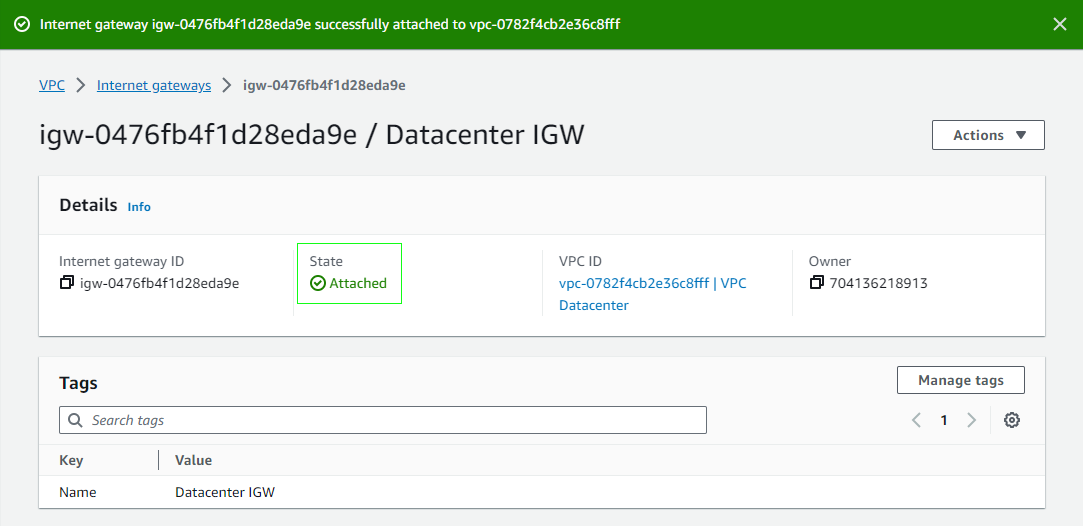 Internet gateway igw-0476fb4f1d28eda9e successfully attached to vpc-0782f4cb2e36c8fff
VPC > Internet gateways > igw-0476fb4f1d28eda9e
igw-0476fb4f1d28eda9e / Datacenter IGW
Actions
Details Info
Internet gateway ID
igw-0476fb4f1d28eda9e
State
Attached
VPC ID
vpc-0782f4cb2e36c8fff | VPC
Datacenter
Owner
704136218913
Tags
Manage tags
Search tags
1
Key Value
Name Datacenter IGW